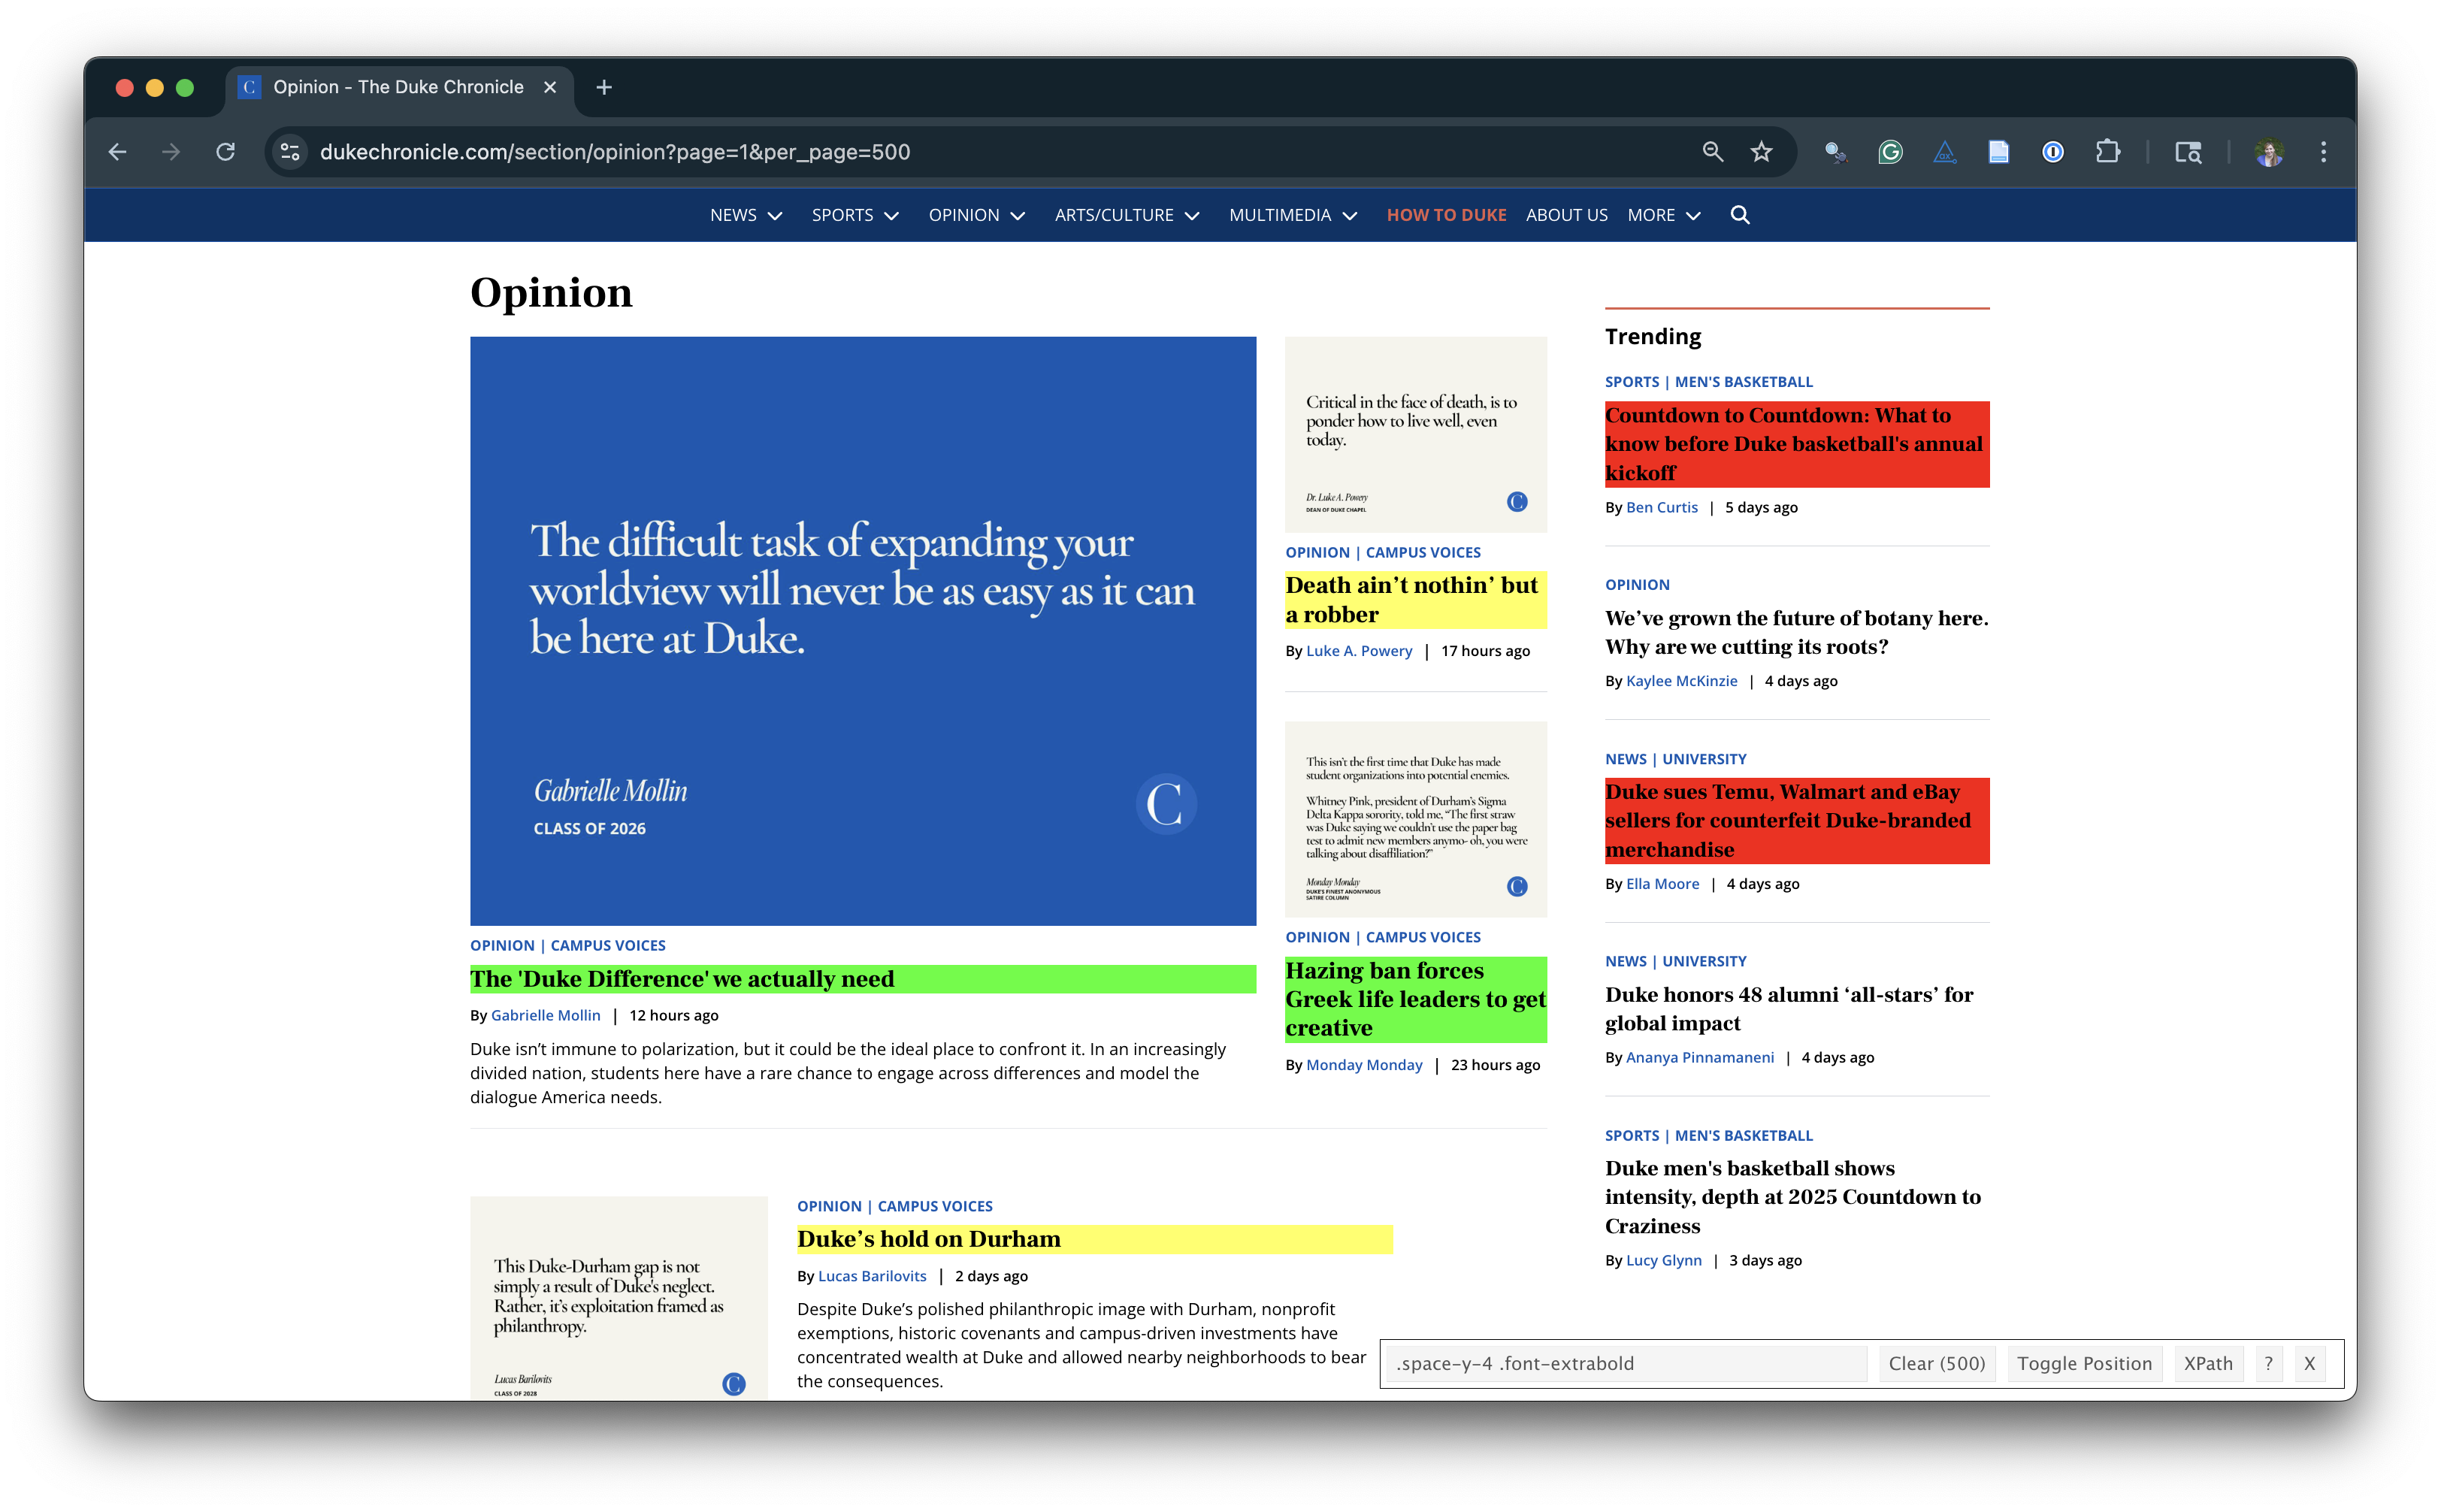 Opinion - The Duke Chronicle
dukechronicle.com/section/opinion?page=1&per_page=500
NEWS SPORTS OPINION ARTS/CULTURE MULTIMEDIA HOW TO DUKE ABOUT US MORE
Opinion
The difficult task of expanding your
worldview will never be as easy as it can
be here at Duke.
Gabrielle Mollin
CLASS OF 2026
C
OPINION | CAMPUS VOICES
The 'Duke Difference' we actually need
By Gabrielle Mollin | 12 hours ago
Duke isn’t immune to polarization, but it could be the ideal place to confront it. In an increasingly
divided nation, students here have a rare chance to engage across differences and model the
dialogue America needs.
Critical in the face of death, is to
ponder how to live well, even
today.
Dr. Luke A. Powery
DEAN OF DUKE CHAPEL
C
OPINION | CAMPUS VOICES
Death ain’t nothin’ but
a robber
By Luke A. Powery | 17 hours ago
This isn’t the first time that Duke has made
student organizations into potential enemies.
Whitney Pink, president of Durham’s Sigma
Delta Kappa sorority, told me, “The first straw
was Duke saying we couldn’t use the paper bag
test to admit new members anymo- oh, you were
talking about disaffiliation?”
Monday Monday
DUKE'S FINEST ANONYMOUS
SATIRE COLUMN
C
OPINION | CAMPUS VOICES
Hazing ban forces
Greek life leaders to get
creative
By Monday Monday | 23 hours ago
This Duke-Durham gap is not
simply a result of Duke's neglect.
Rather, it’s exploitation framed as
philanthropy.
Lucas Barilovits
CLASS OF 2028
C
OPINION | CAMPUS VOICES
Duke’s hold on Durham
By Lucas Barilovits | 2 days ago
Despite Duke’s polished philanthropic image with Durham, nonprofit
exemptions, historic covenants and campus-driven investments have
concentrated wealth at Duke and allowed nearby neighborhoods to bear
the consequences.
Trending
SPORTS | MEN'S BASKETBALL
Countdown to Countdown: What to
know before Duke basketball's annual
kickoff
By Ben Curtis | 5 days ago
OPINION
We’ve grown the future of botany here.
Why are we cutting its roots?
By Kaylee McKinzie | 4 days ago
NEWS | UNIVERSITY
Duke sues Temu, Walmart and eBay
sellers for counterfeit Duke-branded
merchandise
By Ella Moore | 4 days ago
NEWS | UNIVERSITY
Duke honors 48 alumni ‘all-stars’ for
global impact
By Ananya Pinnamaneni | 4 days ago
SPORTS | MEN'S BASKETBALL
Duke men's basketball shows
intensity, depth at 2025 Countdown to
Craziness
By Lucy Glynn | 3 days ago
.space-y-4 .font-extrabold Clear (500) Toggle Position XPath ? X